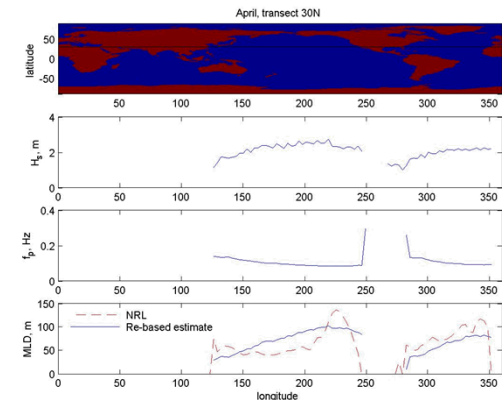 April, transect 30N
latitude
50
0
-50
50 100 150 200 250 300 350
H_s, m
4
2
0
0 50 100 150 200 250 300 350
f_p, Hz
0.4
0.2
0
0 50 100 150 200 250 300 350
MLD, m
150
100
50
0
NRL
Re-based estimate
0 50 100 150 200 250 300 350
longitude